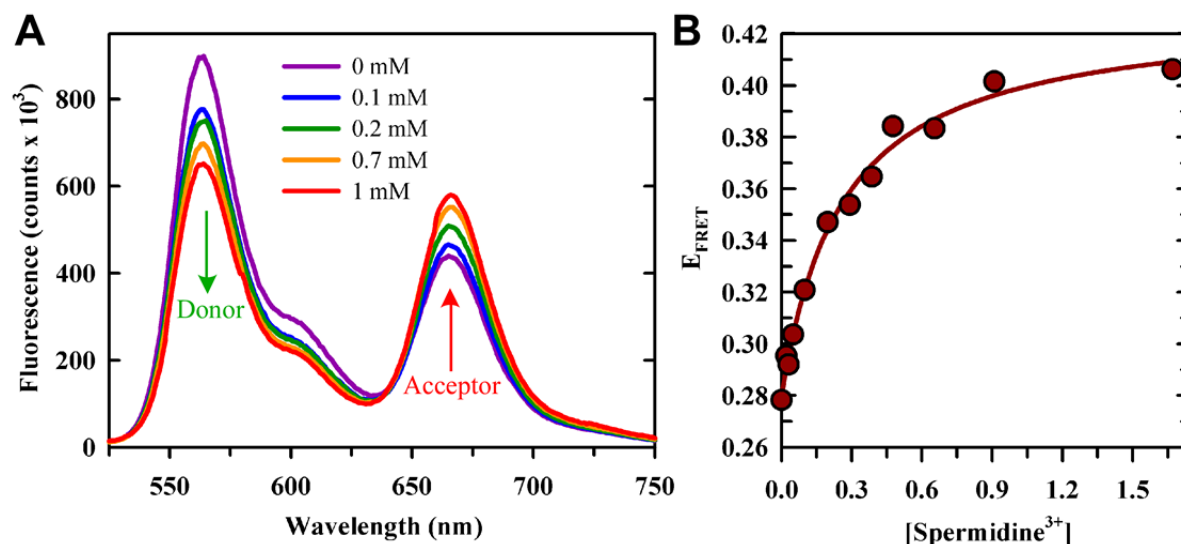 A
Fluorescence (counts x 10³)
800
600
400
200
0
0 mM
0.1 mM
0.2 mM
0.7 mM
1 mM
Donor
Acceptor
550 600 650 700 750
Wavelength (nm)
B
E_FRET
0.42
0.40
0.38
0.36
0.34
0.32
0.30
0.28
0.26
0.0 0.3 0.6 0.9 1.2 1.5
[Spermidine³⁺]